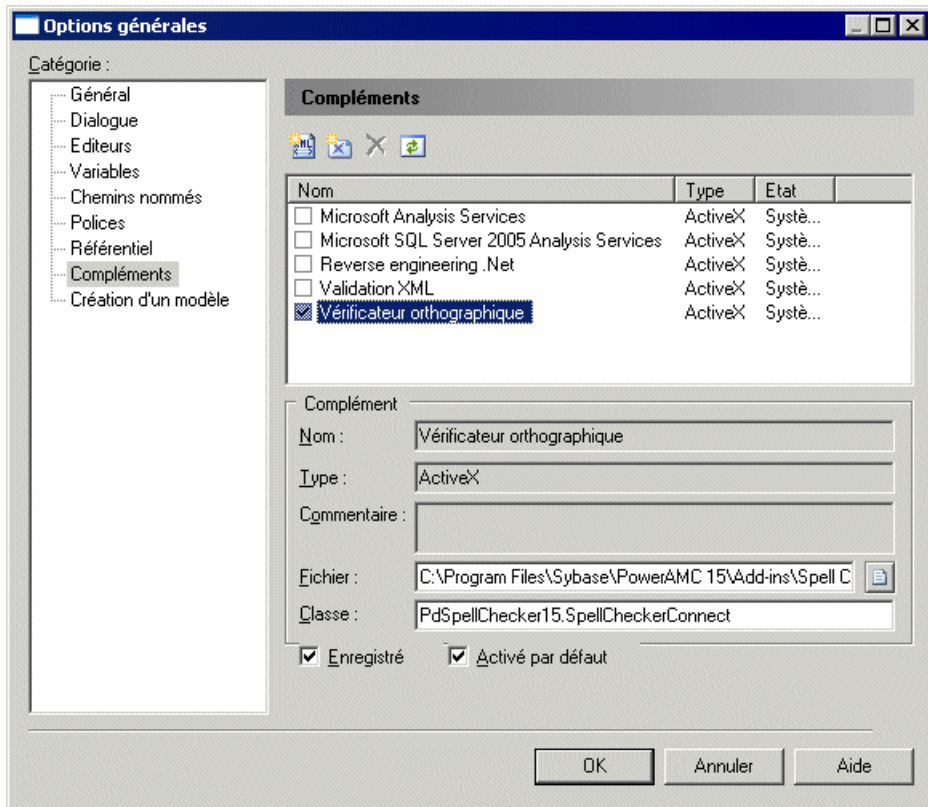 Options générales
Catégorie :
Général
Dialogue
Editeurs
Variables
Chemins nommés
Polices
Référentiel
Compléments
Création d'un modèle
Compléments
Nom Type Etat
Microsoft Analysis Services ActiveX Systè...
Microsoft SQL Server 2005 Analysis Services ActiveX Systè...
Reverse engineering .Net ActiveX Systè...
Validation XML ActiveX Systè...
Vérificateur orthographique ActiveX Systè...
Complément
Nom : Vérificateur orthographique
Type : ActiveX
Commentaire :
Fichier : C:\Program Files\Sybase\PowerAMC 15\Add-ins\Spell C
Classe : PdSpellChecker15.SpellCheckerConnect
Enregistré Activé par défaut
OK Annuler Aide